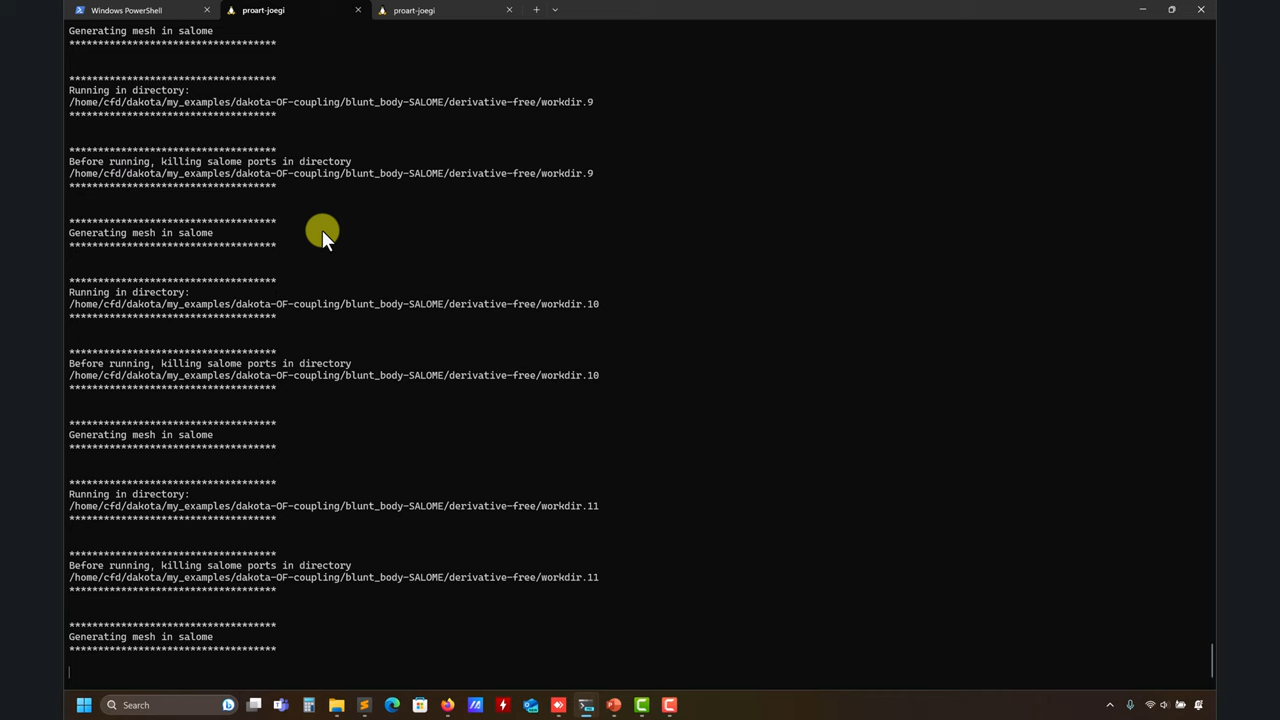 Windows PowerShell
proart-joegi
proart-joegi
Generating mesh in salome
***********************************
***********************************
Running in directory:
/home/cfd/dakota/my_examples/dakota-OF-coupling/blunt_body-SALOME/derivative-free/workdir.9
***********************************
***********************************
Before running, killing salome ports in directory
/home/cfd/dakota/my_examples/dakota-OF-coupling/blunt_body-SALOME/derivative-free/workdir.9
***********************************
***********************************
Generating mesh in salome
***********************************
***********************************
Running in directory:
/home/cfd/dakota/my_examples/dakota-OF-coupling/blunt_body-SALOME/derivative-free/workdir.10
***********************************
***********************************
Before running, killing salome ports in directory
/home/cfd/dakota/my_examples/dakota-OF-coupling/blunt_body-SALOME/derivative-free/workdir.10
***********************************
***********************************
Generating mesh in salome
***********************************
***********************************
Running in directory:
/home/cfd/dakota/my_examples/dakota-OF-coupling/blunt_body-SALOME/derivative-free/workdir.11
***********************************
***********************************
Before running, killing salome ports in directory
/home/cfd/dakota/my_examples/dakota-OF-coupling/blunt_body-SALOME/derivative-free/workdir.11
***********************************
***********************************
Generating mesh in salome
***********************************
Search